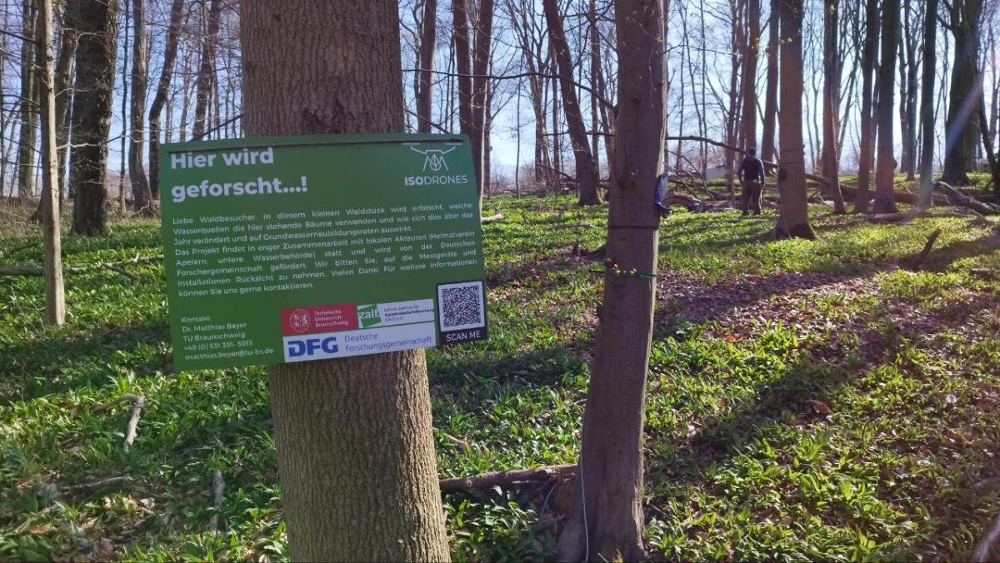 Hier wird
geforscht...!
ISODRONES
Liebe Waldbesucher, in diesem kleinen Waldstück wird erforscht, welche
Wasserquellen die hier stehende Bäume verwenden und wie sich dies über das
Jahr verändert und auf Grundwasserneubildungsraten auswirkt.
Das Projekt findet in enger Zusammenarbeit mit lokalen Akteuren (Heimatverein
Apelern, untere Wasserbehörde) statt und wird von der Deutschen
Forschergemeinschaft gefördert. Wir bitten Sie, auf die Messgeräte und
Installationen Rücksicht zu nehmen. Vielen Dank! Für weitere Informationen
können Sie uns gerne kontaktieren.
Kontakt:
Dr. Matthias Beyer
TU Braunschweig
+49 (0) 531 391- 5913
matthias.beyer@tu-bs.de
Technische
Universität
Braunschweig
zalf
Leibniz-Zentrum für
Agrarlandschaftsforschung
(ZALF) e.V.
DFG
Deutsche
Forschungsgemeinschaft
SCAN ME